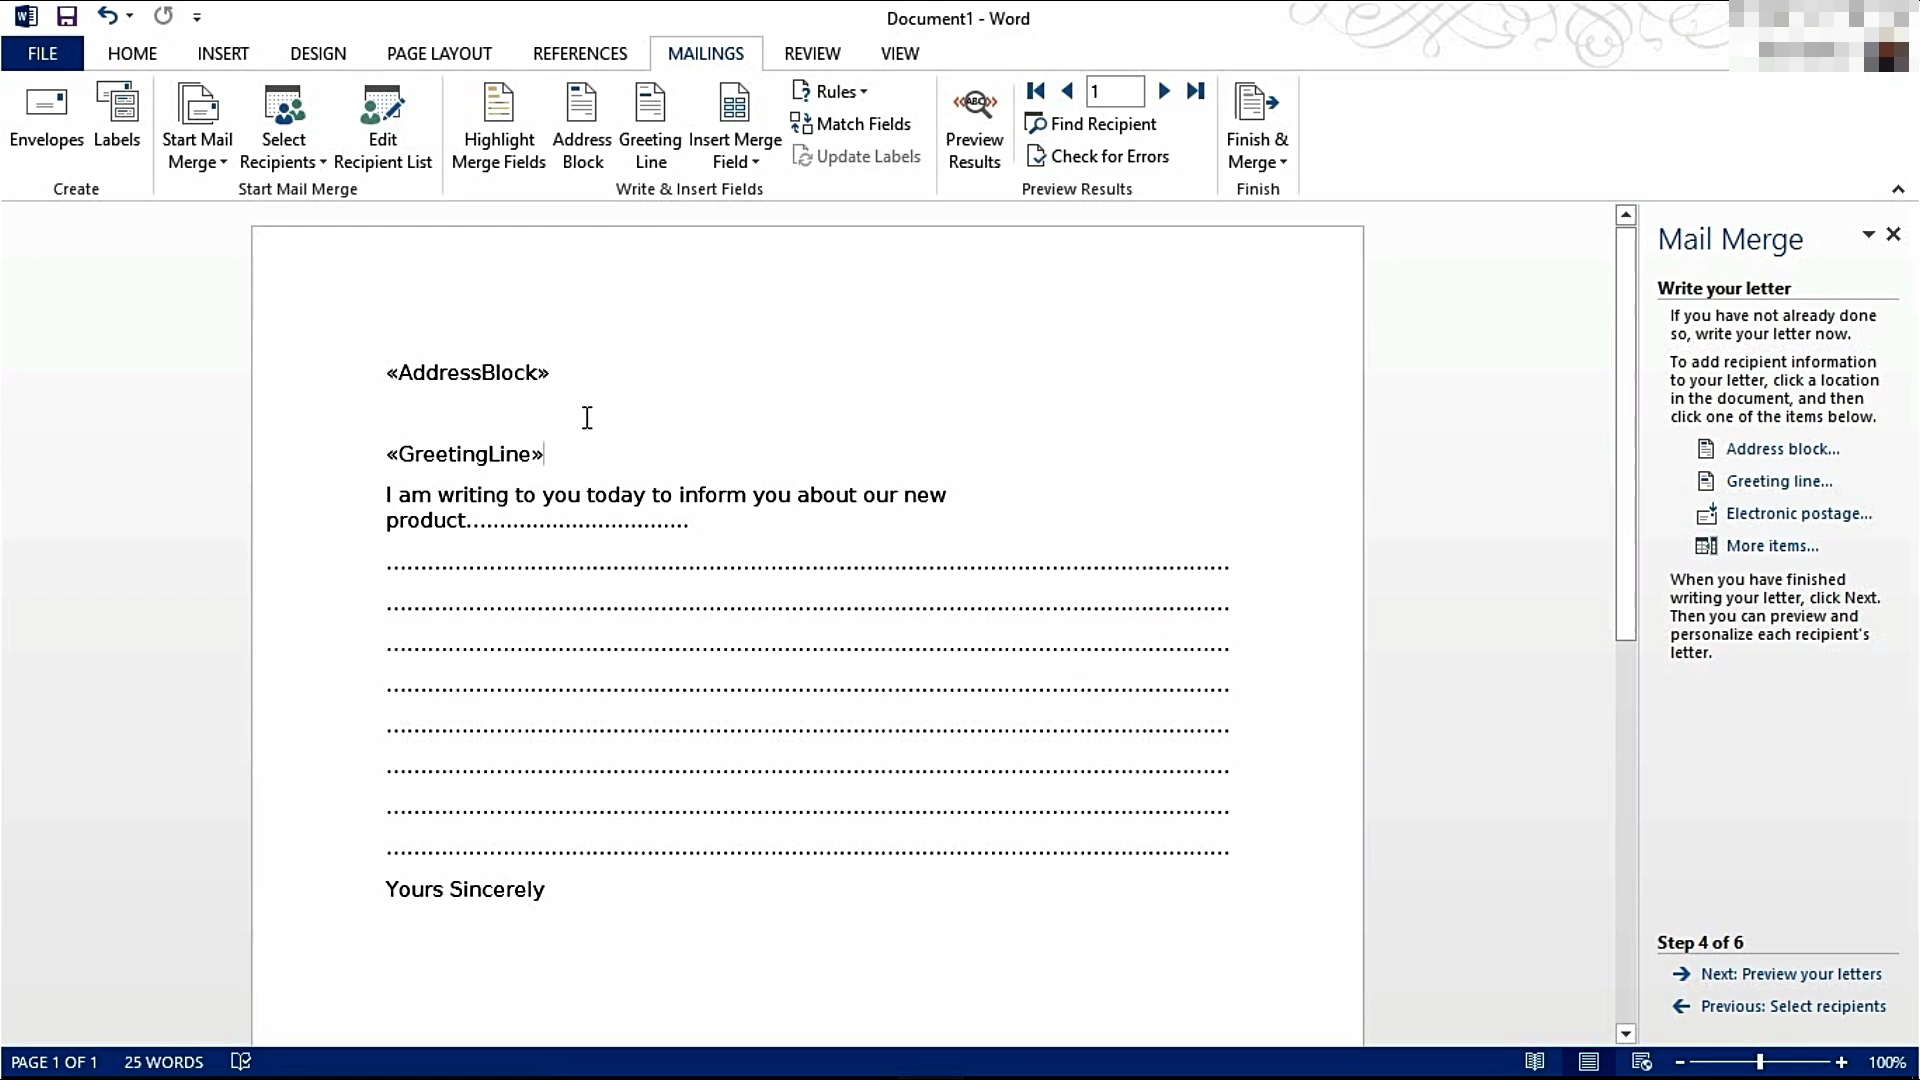 Document1 - Word
FILE HOME INSERT DESIGN PAGE LAYOUT REFERENCES MAILINGS REVIEW VIEW
Envelopes
Labels
Create
Start Mail
Merge
Select
Recipients
Edit
Recipient List
Start Mail Merge
Highlight
Merge Fields
Address
Block
Greeting
Line
Insert Merge
Field
Rules
Match Fields
Update Labels
Write & Insert Fields
ABC
Preview
Results
1
Find Recipient
Check for Errors
Preview Results
Finish &
Merge
Finish
«AddressBlock»
«GreetingLine»
I am writing to you today to inform you about our new
product..................................
................................................................................................................................
................................................................................................................................
................................................................................................................................
................................................................................................................................
................................................................................................................................
................................................................................................................................
................................................................................................................................
................................................................................................................................
Yours Sincerely
Mail Merge
Write your letter
If you have not already done
so, write your letter now.
To add recipient information
to your letter, click a location
in the document, and then
click one of the items below.
Address block...
Greeting line...
Electronic postage...
More items...
When you have finished
writing your letter, click Next.
Then you can preview and
personalize each recipient's
letter.
Step 4 of 6
Next: Preview your letters
Previous: Select recipients
PAGE 1 OF 1 25 WORDS 100%